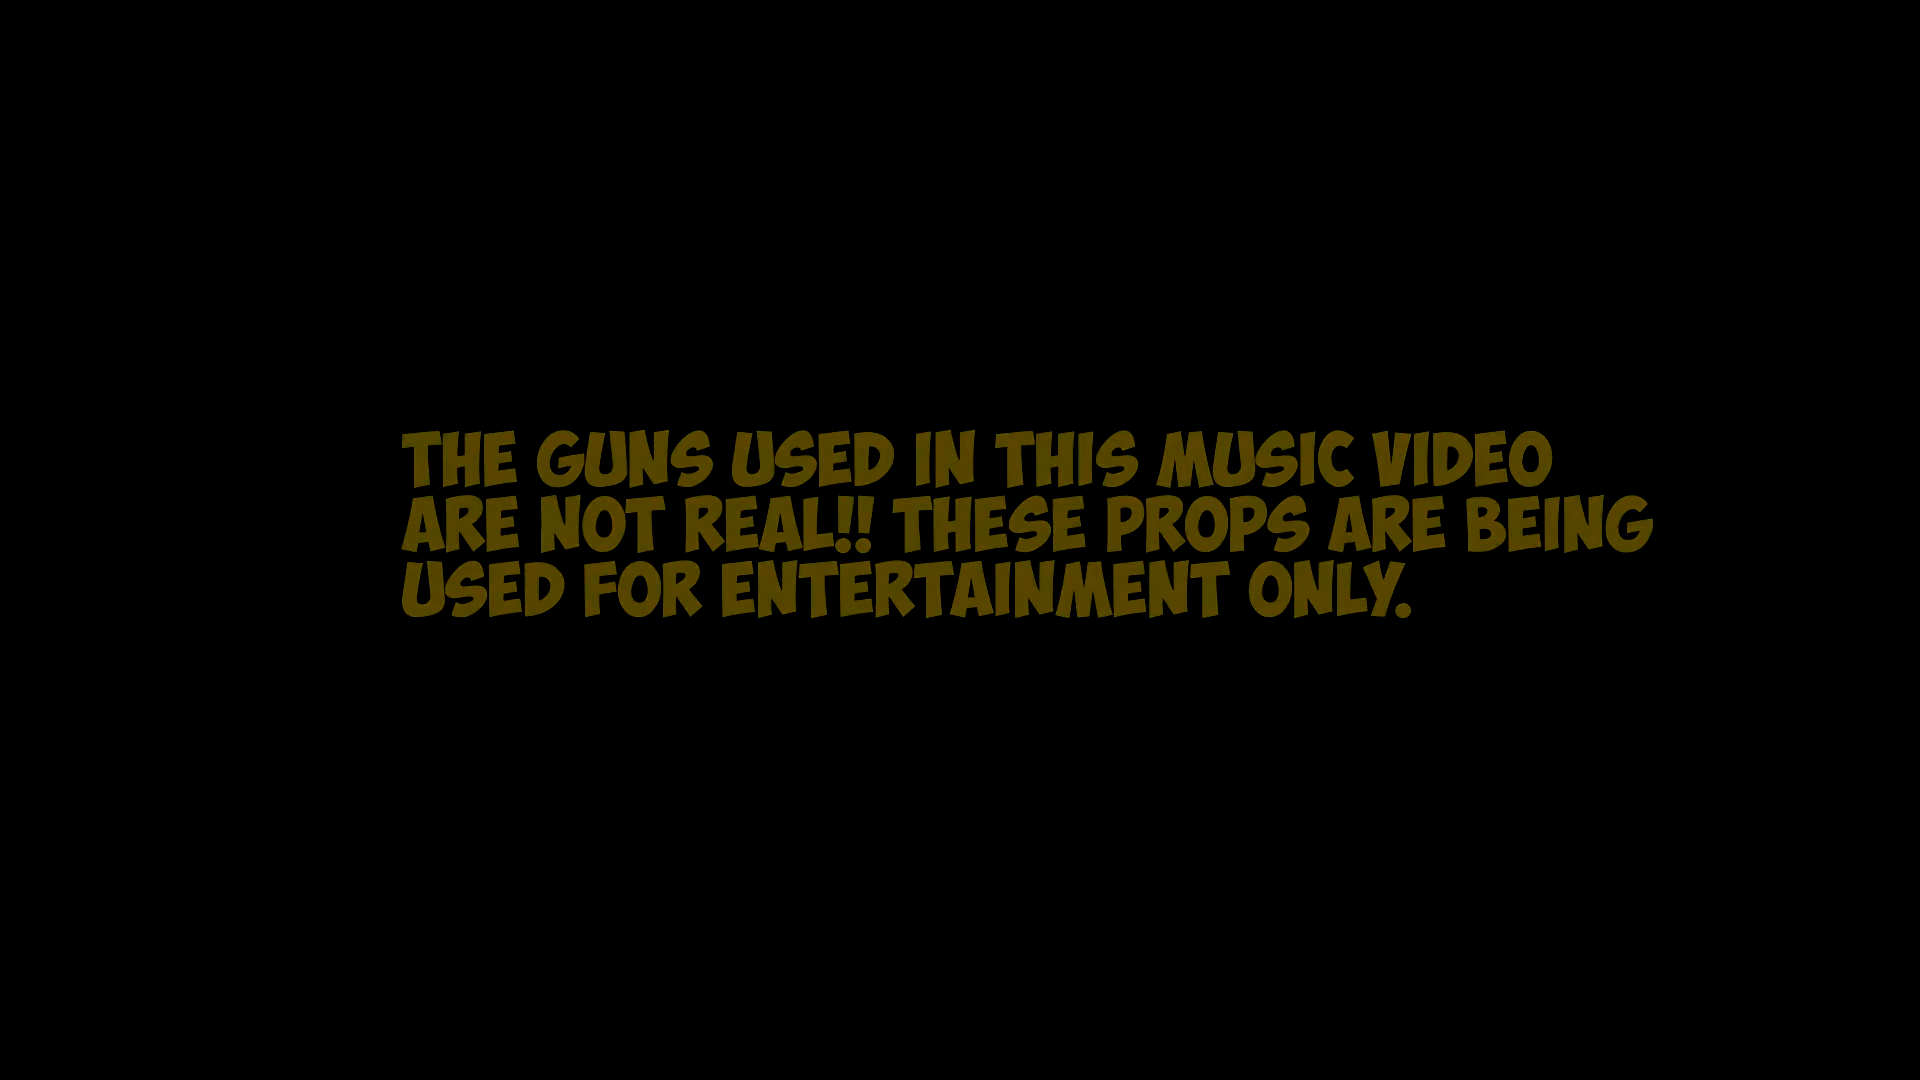 THE GUNS USED IN THIS MUSIC VIDEO
ARE NOT REAL!! THESE PROPS ARE BEING
USED FOR ENTERTAINMENT ONLY.